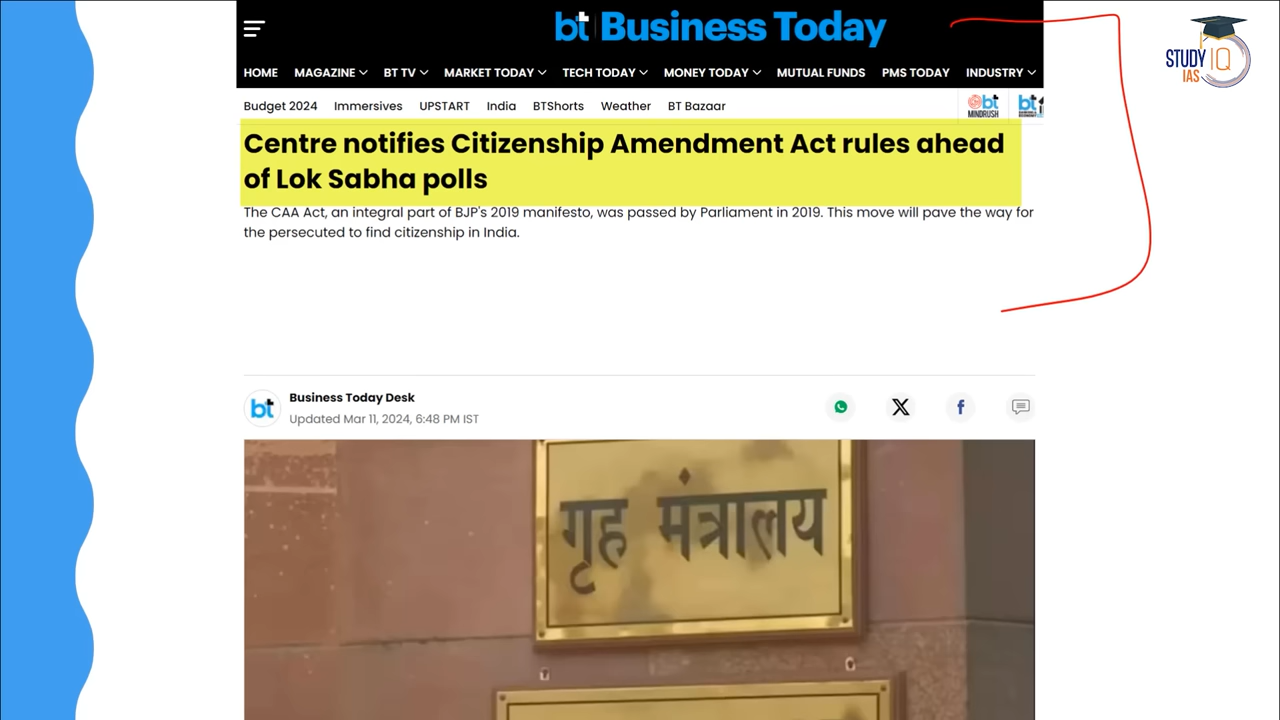 bt Business Today
STUDY IQ
IAS
HOME MAGAZINE BT TV MARKET TODAY TECH TODAY MONEY TODAY MUTUAL FUNDS PMS TODAY INDUSTRY
Budget 2024 Immersives UPSTART India BTShorts Weather BT Bazaar
bt MINDRUSH bt
Centre notifies Citizenship Amendment Act rules ahead
of Lok Sabha polls
The CAA Act, an integral part of BJP's 2019 manifesto, was passed by Parliament in 2019. This move will pave the way for
the persecuted to find citizenship in India.
bt
Business Today Desk
Updated Mar 11, 2024, 6:48 PM IST
गृह मंत्रालय